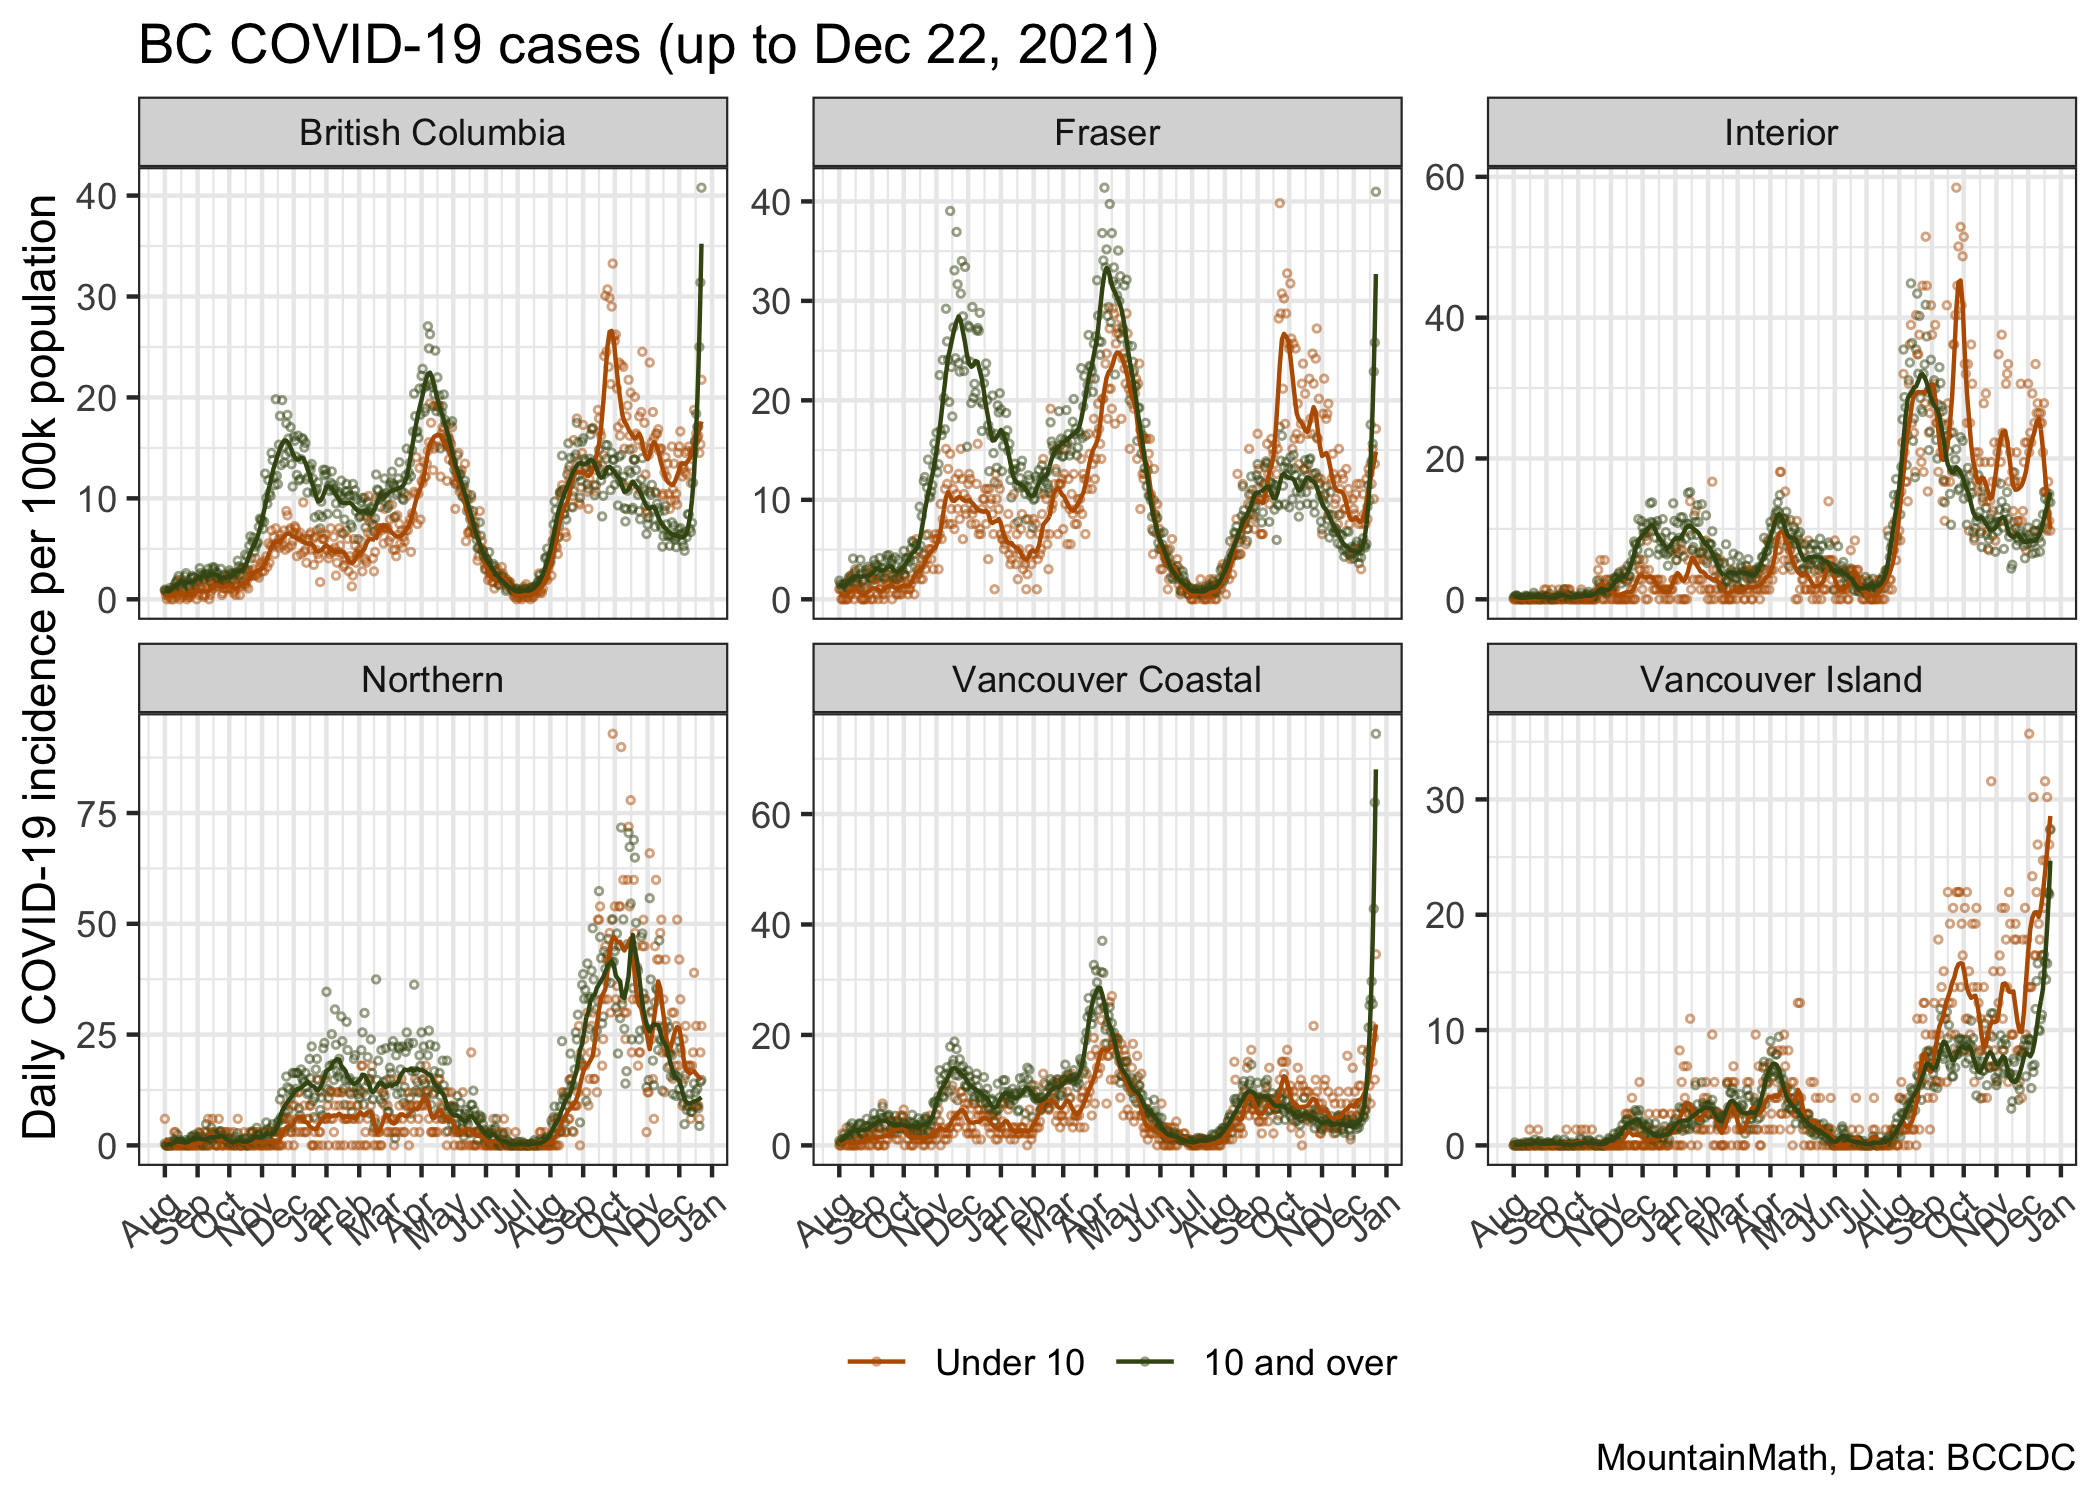 BC COVID-19 cases (up to Dec 22, 2021)
Daily COVID-19 incidence per 100k population
British Columbia
Fraser
Interior
40
30
20
10
0
40
30
20
10
0
60
40
20
0
Northern
Vancouver Coastal
Vancouver Island
75
50
25
0
60
40
20
0
30
20
10
0
Aug Sep Oct Nov Dec Jan Feb Mar Apr May Jun Jul Aug Sep Oct Nov Dec Jan
Aug Sep Oct Nov Dec Jan Feb Mar Apr May Jun Jul Aug Sep Oct Nov Dec Jan
Aug Sep Oct Nov Dec Jan Feb Mar Apr May Jun Jul Aug Sep Oct Nov Dec Jan
Under 10 10 and over
MountainMath, Data: BCCDC